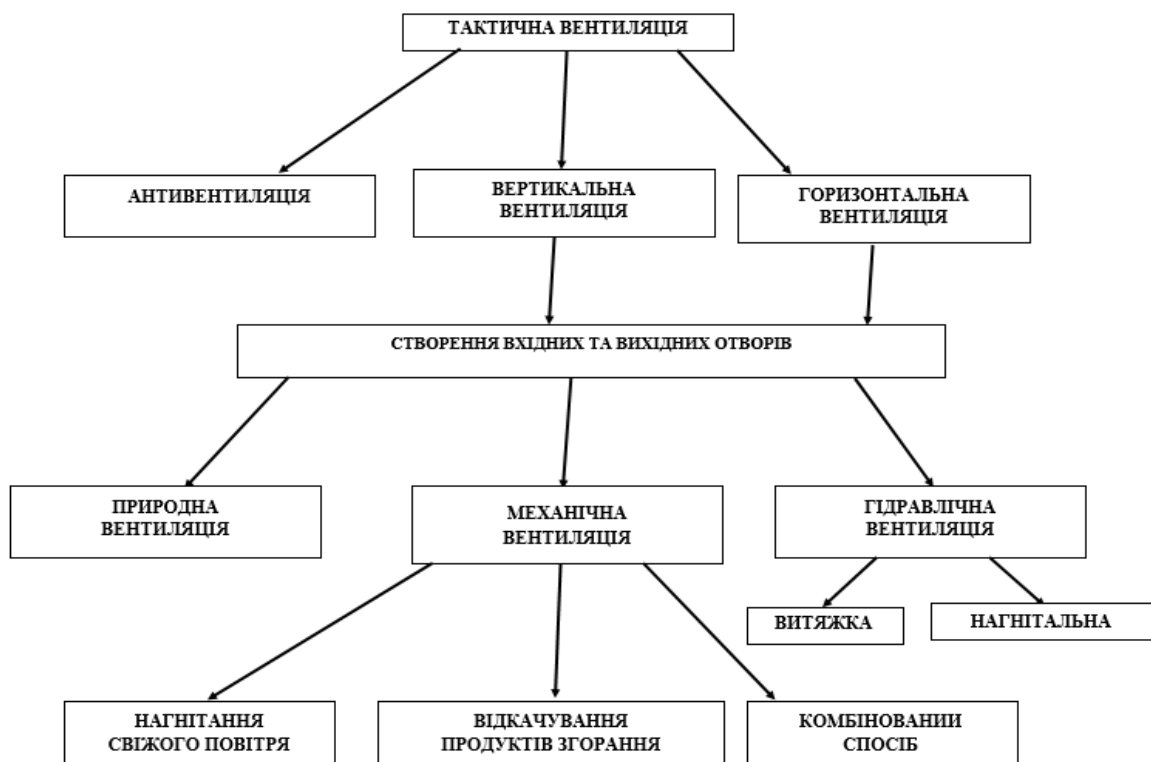 ТАКТИЧНА ВЕНТИЛЯЦІЯ
АНТИВЕНТИЛЯЦІЯ
ВЕРТИКАЛЬНА
ВЕНТИЛЯЦІЯ
ГОРИЗОНТАЛЬНА
ВЕНТИЛЯЦІЯ
СТВОРЕННЯ ВХІДНИХ ТА ВИХІДНИХ ОТВОРІВ
ПРИРОДНА
ВЕНТИЛЯЦІЯ
МЕХАНІЧНА
ВЕНТИЛЯЦІЯ
ГІДРАВЛІЧНА
ВЕНТИЛЯЦІЯ
ВИТЯЖКА
НАГНІТАЛЬНА
НАГНІТАННЯ
СВІЖОГО ПОВІТРЯ
ВІДКАЧУВАННЯ
ПРОДУКТІВ ЗГОРАННЯ
КОМБІНОВАНИИ
СПОСІБ